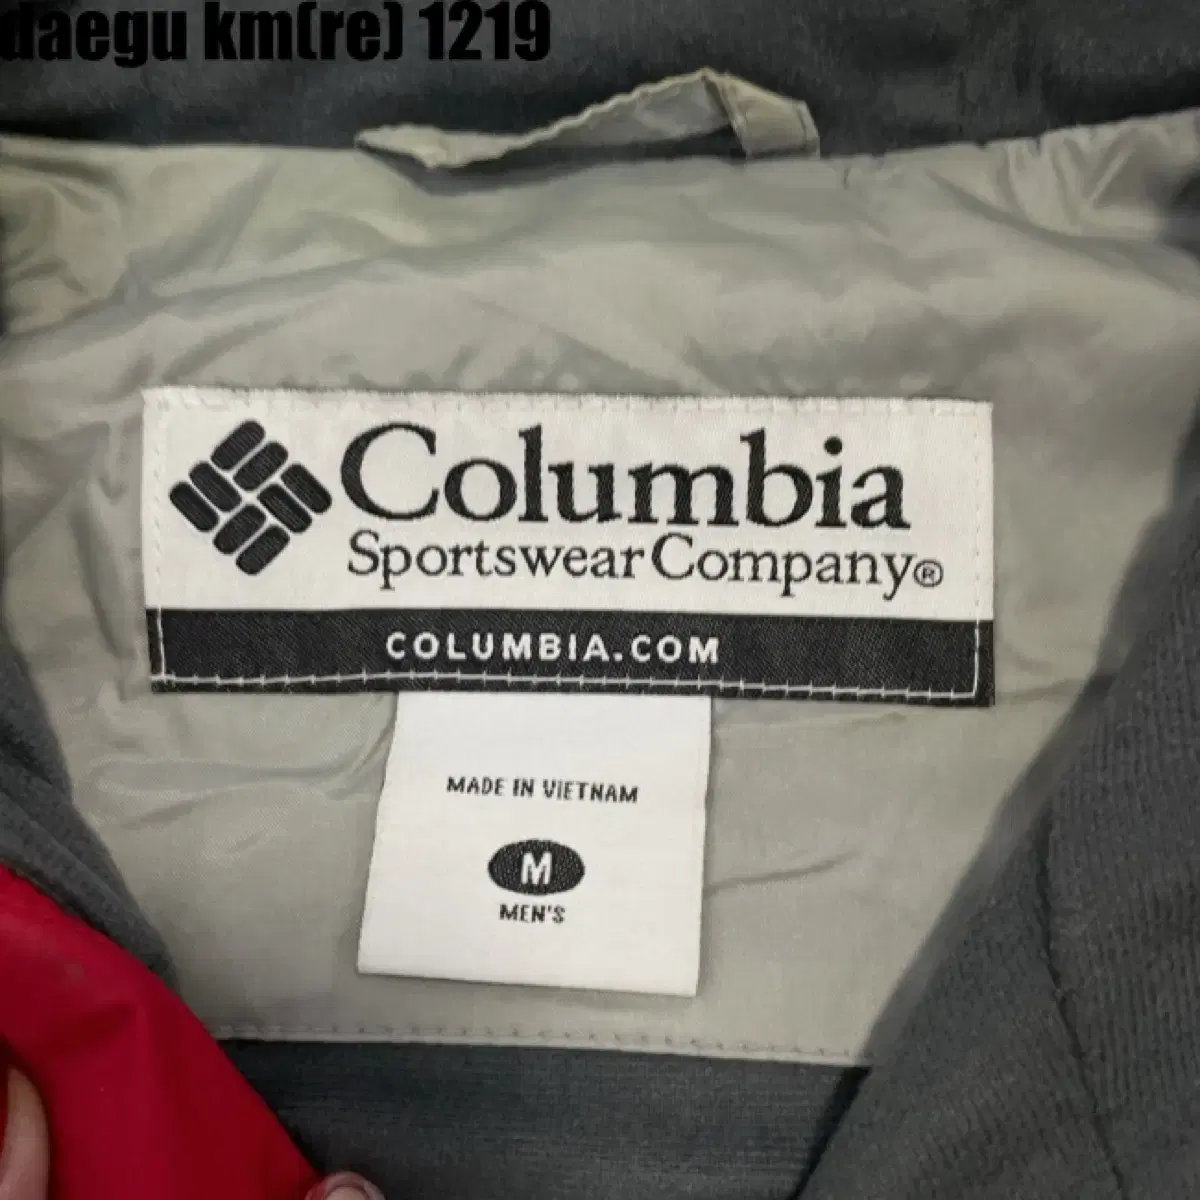 daegu km(re) 1219
Columbia
Sportswear Company®
COLUMBIA.COM
MADE IN VIETNAM
M
MEN'S